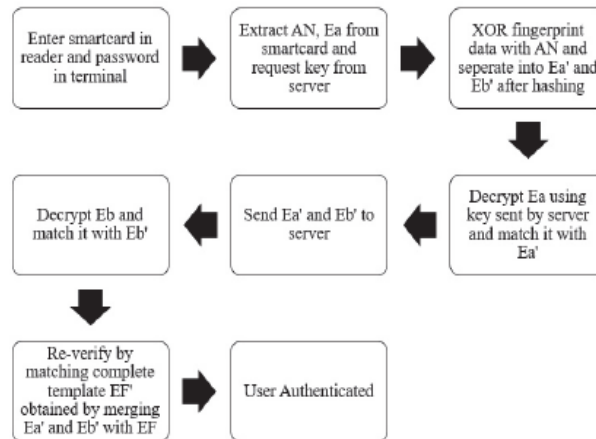 Enter smartcard in
reader and password
in terminal
Extract AN, Ea from
smartcard and
request key from
server
XOR fingerprint
data with AN and
seperate into Ea' and
Eb' after hashing
Decrypt Ea using
key sent by server
and match it with
Ea'
Send Ea' and Eb' to
server
Decrypt Eb and
match it with Eb'
Re-verify by
matching complete
template EF'
obtained by merging
Ea' and Eb' with EF
User Authenticated